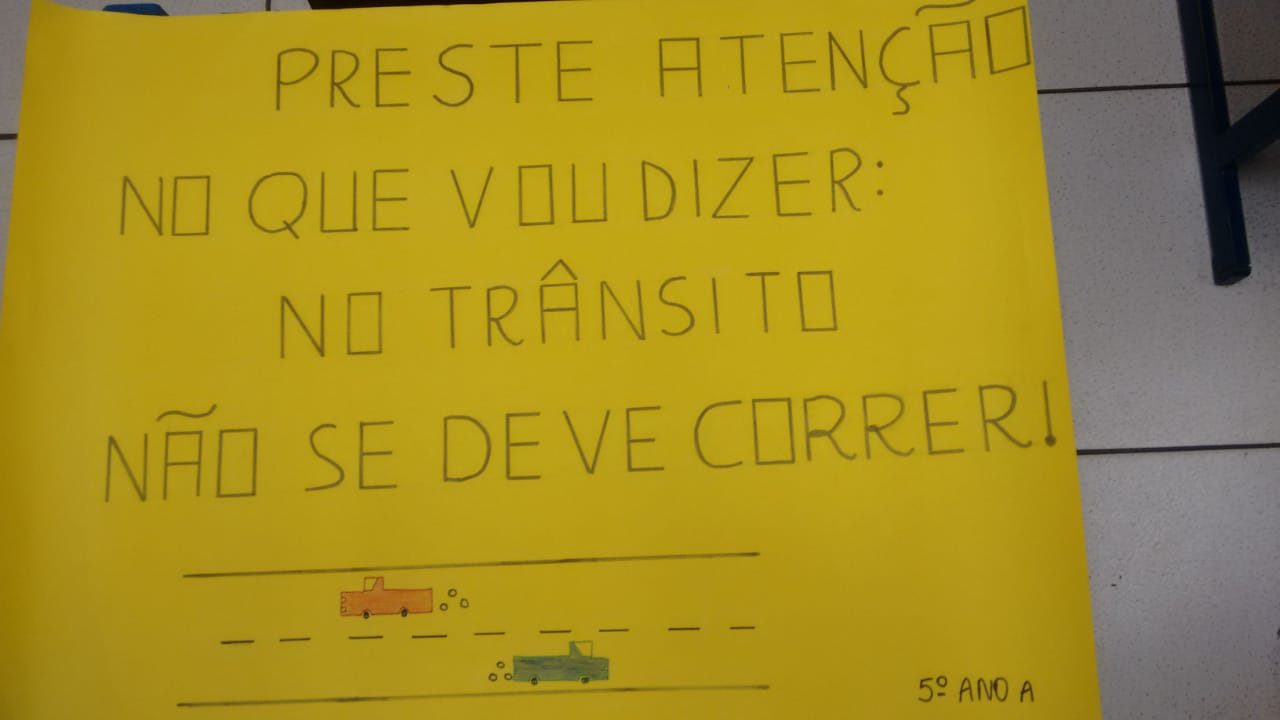 PRESTE ATENÇÃO
NO QUE VOU DIZER:
NO TRÂNSITO
NÃO SE DEVE CORRER!
5º ANO A